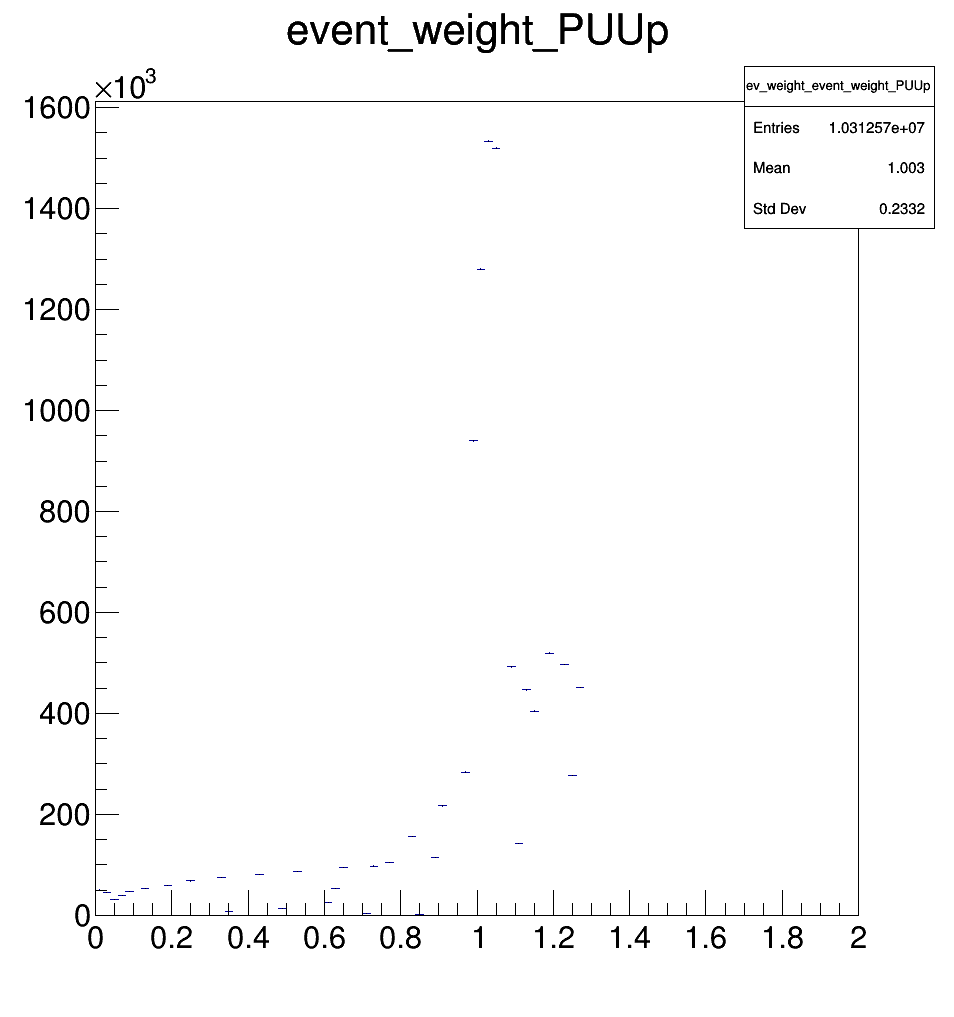 event_weight_PUUp
×10³
ev_weight_event_weight_PUUp
Entries 1.031257e+07
Mean 1.003
Std Dev 0.2332
1600
1400
1200
1000
800
600
400
200
0
0 0.2 0.4 0.6 0.8 1 1.2 1.4 1.6 1.8 2